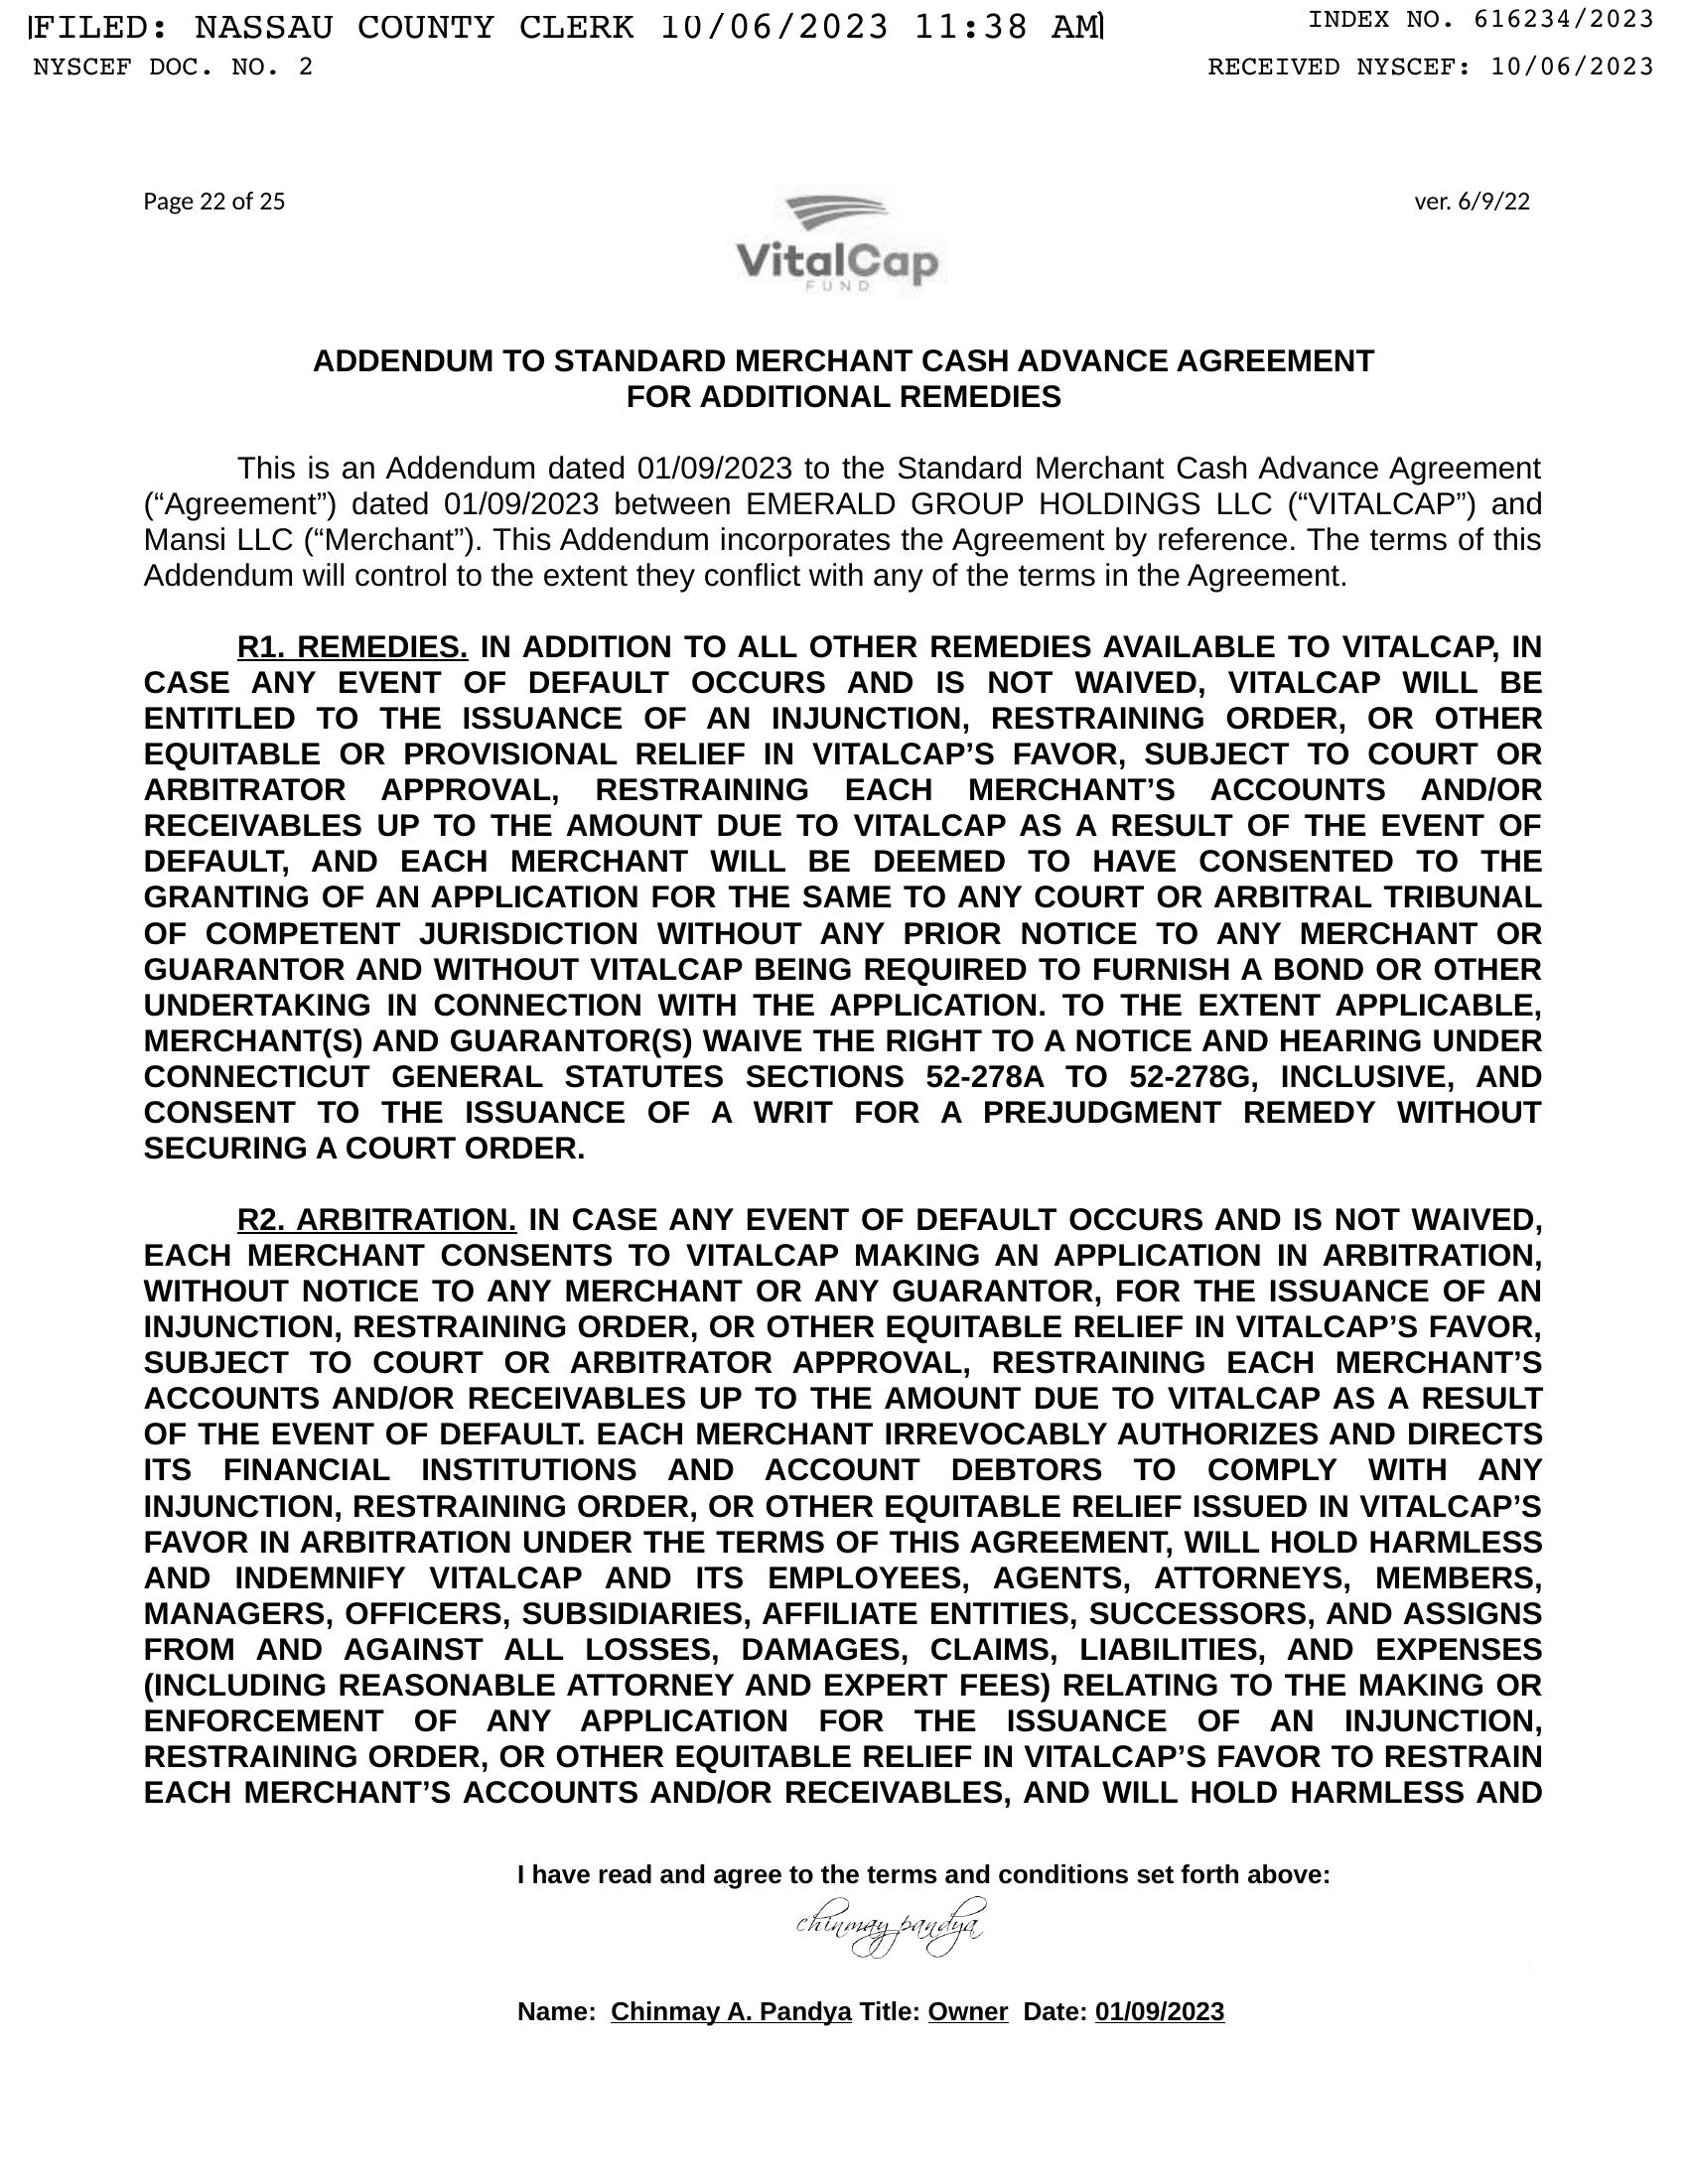 FILED: NASSAU COUNTY CLERK 10/06/2023 11:38 AM
INDEX NO. 616234/2023
NYSCEF DOC. NO. 2
RECEIVED NYSCEF: 10/06/2023
Page 22 of 25
ver. 6/9/22
VitalCap
FUND
ADDENDUM TO STANDARD MERCHANT CASH ADVANCE AGREEMENT
FOR ADDITIONAL REMEDIES
This is an Addendum dated 01/09/2023 to the Standard Merchant Cash Advance Agreement
(“Agreement”) dated 01/09/2023 between EMERALD GROUP HOLDINGS LLC (“VITALCAP”) and
Mansi LLC (“Merchant”). This Addendum incorporates the Agreement by reference. The terms of this
Addendum will control to the extent they conflict with any of the terms in the Agreement.
R1. REMEDIES. IN ADDITION TO ALL OTHER REMEDIES AVAILABLE TO VITALCAP, IN
CASE ANY EVENT OF DEFAULT OCCURS AND IS NOT WAIVED, VITALCAP WILL BE
ENTITLED TO THE ISSUANCE OF AN INJUNCTION, RESTRAINING ORDER, OR OTHER
EQUITABLE OR PROVISIONAL RELIEF IN VITALCAP’S FAVOR, SUBJECT TO COURT OR
ARBITRATOR APPROVAL, RESTRAINING EACH MERCHANT’S ACCOUNTS AND/OR
RECEIVABLES UP TO THE AMOUNT DUE TO VITALCAP AS A RESULT OF THE EVENT OF
DEFAULT, AND EACH MERCHANT WILL BE DEEMED TO HAVE CONSENTED TO THE
GRANTING OF AN APPLICATION FOR THE SAME TO ANY COURT OR ARBITRAL TRIBUNAL
OF COMPETENT JURISDICTION WITHOUT ANY PRIOR NOTICE TO ANY MERCHANT OR
GUARANTOR AND WITHOUT VITALCAP BEING REQUIRED TO FURNISH A BOND OR OTHER
UNDERTAKING IN CONNECTION WITH THE APPLICATION. TO THE EXTENT APPLICABLE,
MERCHANT(S) AND GUARANTOR(S) WAIVE THE RIGHT TO A NOTICE AND HEARING UNDER
CONNECTICUT GENERAL STATUTES SECTIONS 52-278A TO 52-278G, INCLUSIVE, AND
CONSENT TO THE ISSUANCE OF A WRIT FOR A PREJUDGMENT REMEDY WITHOUT
SECURING A COURT ORDER.
R2. ARBITRATION. IN CASE ANY EVENT OF DEFAULT OCCURS AND IS NOT WAIVED,
EACH MERCHANT CONSENTS TO VITALCAP MAKING AN APPLICATION IN ARBITRATION,
WITHOUT NOTICE TO ANY MERCHANT OR ANY GUARANTOR, FOR THE ISSUANCE OF AN
INJUNCTION, RESTRAINING ORDER, OR OTHER EQUITABLE RELIEF IN VITALCAP’S FAVOR,
SUBJECT TO COURT OR ARBITRATOR APPROVAL, RESTRAINING EACH MERCHANT’S
ACCOUNTS AND/OR RECEIVABLES UP TO THE AMOUNT DUE TO VITALCAP AS A RESULT
OF THE EVENT OF DEFAULT. EACH MERCHANT IRREVOCABLY AUTHORIZES AND DIRECTS
ITS FINANCIAL INSTITUTIONS AND ACCOUNT DEBTORS TO COMPLY WITH ANY
INJUNCTION, RESTRAINING ORDER, OR OTHER EQUITABLE RELIEF ISSUED IN VITALCAP’S
FAVOR IN ARBITRATION UNDER THE TERMS OF THIS AGREEMENT, WILL HOLD HARMLESS
AND INDEMNIFY VITALCAP AND ITS EMPLOYEES, AGENTS, ATTORNEYS, MEMBERS,
MANAGERS, OFFICERS, SUBSIDIARIES, AFFILIATE ENTITIES, SUCCESSORS, AND ASSIGNS
FROM AND AGAINST ALL LOSSES, DAMAGES, CLAIMS, LIABILITIES, AND EXPENSES
(INCLUDING REASONABLE ATTORNEY AND EXPERT FEES) RELATING TO THE MAKING OR
ENFORCEMENT OF ANY APPLICATION FOR THE ISSUANCE OF AN INJUNCTION,
RESTRAINING ORDER, OR OTHER EQUITABLE RELIEF IN VITALCAP’S FAVOR TO RESTRAIN
EACH MERCHANT’S ACCOUNTS AND/OR RECEIVABLES, AND WILL HOLD HARMLESS AND
I have read and agree to the terms and conditions set forth above:
chinmay pandya
Name: Chinmay A. Pandya Title: Owner Date: 01/09/2023